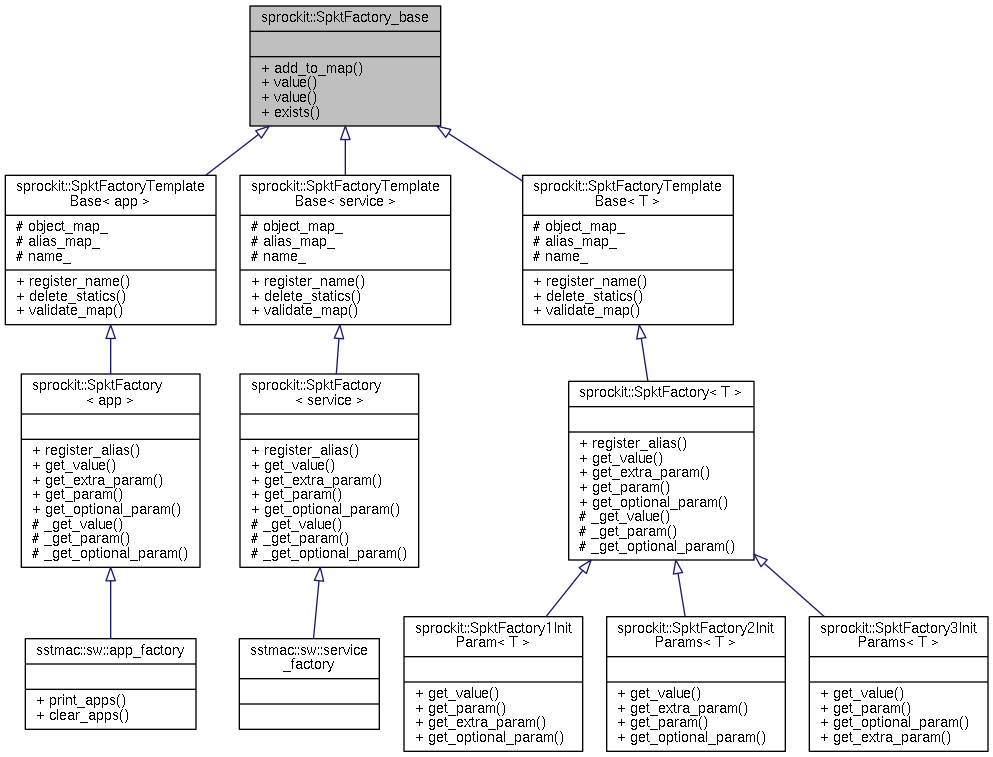 sprockit::SpktFactory_base
+ add_to_map()
+ value()
+ value()
+ exists()
sprockit::SpktFactoryTemplate
Base< app >
# object_map_
# alias_map_
# name_
+ register_name()
+ delete_statics()
+ validate_map()
sprockit::SpktFactoryTemplate
Base< service >
# object_map_
# alias_map_
# name_
+ register_name()
+ delete_statics()
+ validate_map()
sprockit::SpktFactoryTemplate
Base< T >
# object_map_
# alias_map_
# name_
+ register_name()
+ delete_statics()
+ validate_map()
sprockit::SpktFactory
< app >
+ register_alias()
+ get_value()
+ get_extra_param()
+ get_param()
+ get_optional_param()
# _get_value()
# _get_param()
# _get_optional_param()
sprockit::SpktFactory
< service >
+ register_alias()
+ get_value()
+ get_extra_param()
+ get_param()
+ get_optional_param()
# _get_value()
# _get_param()
# _get_optional_param()
sprockit::SpktFactory< T >
+ register_alias()
+ get_value()
+ get_extra_param()
+ get_param()
+ get_optional_param()
# _get_value()
# _get_param()
# _get_optional_param()
sstmac::sw::app_factory
+ print_apps()
+ clear_apps()
sstmac::sw::service
_factory
sprockit::SpktFactory1Init
Param< T >
+ get_value()
+ get_param()
+ get_extra_param()
+ get_optional_param()
sprockit::SpktFactory2Init
Params< T >
+ get_value()
+ get_extra_param()
+ get_param()
+ get_optional_param()
sprockit::SpktFactory3Init
Params< T >
+ get_value()
+ get_param()
+ get_optional_param()
+ get_extra_param()